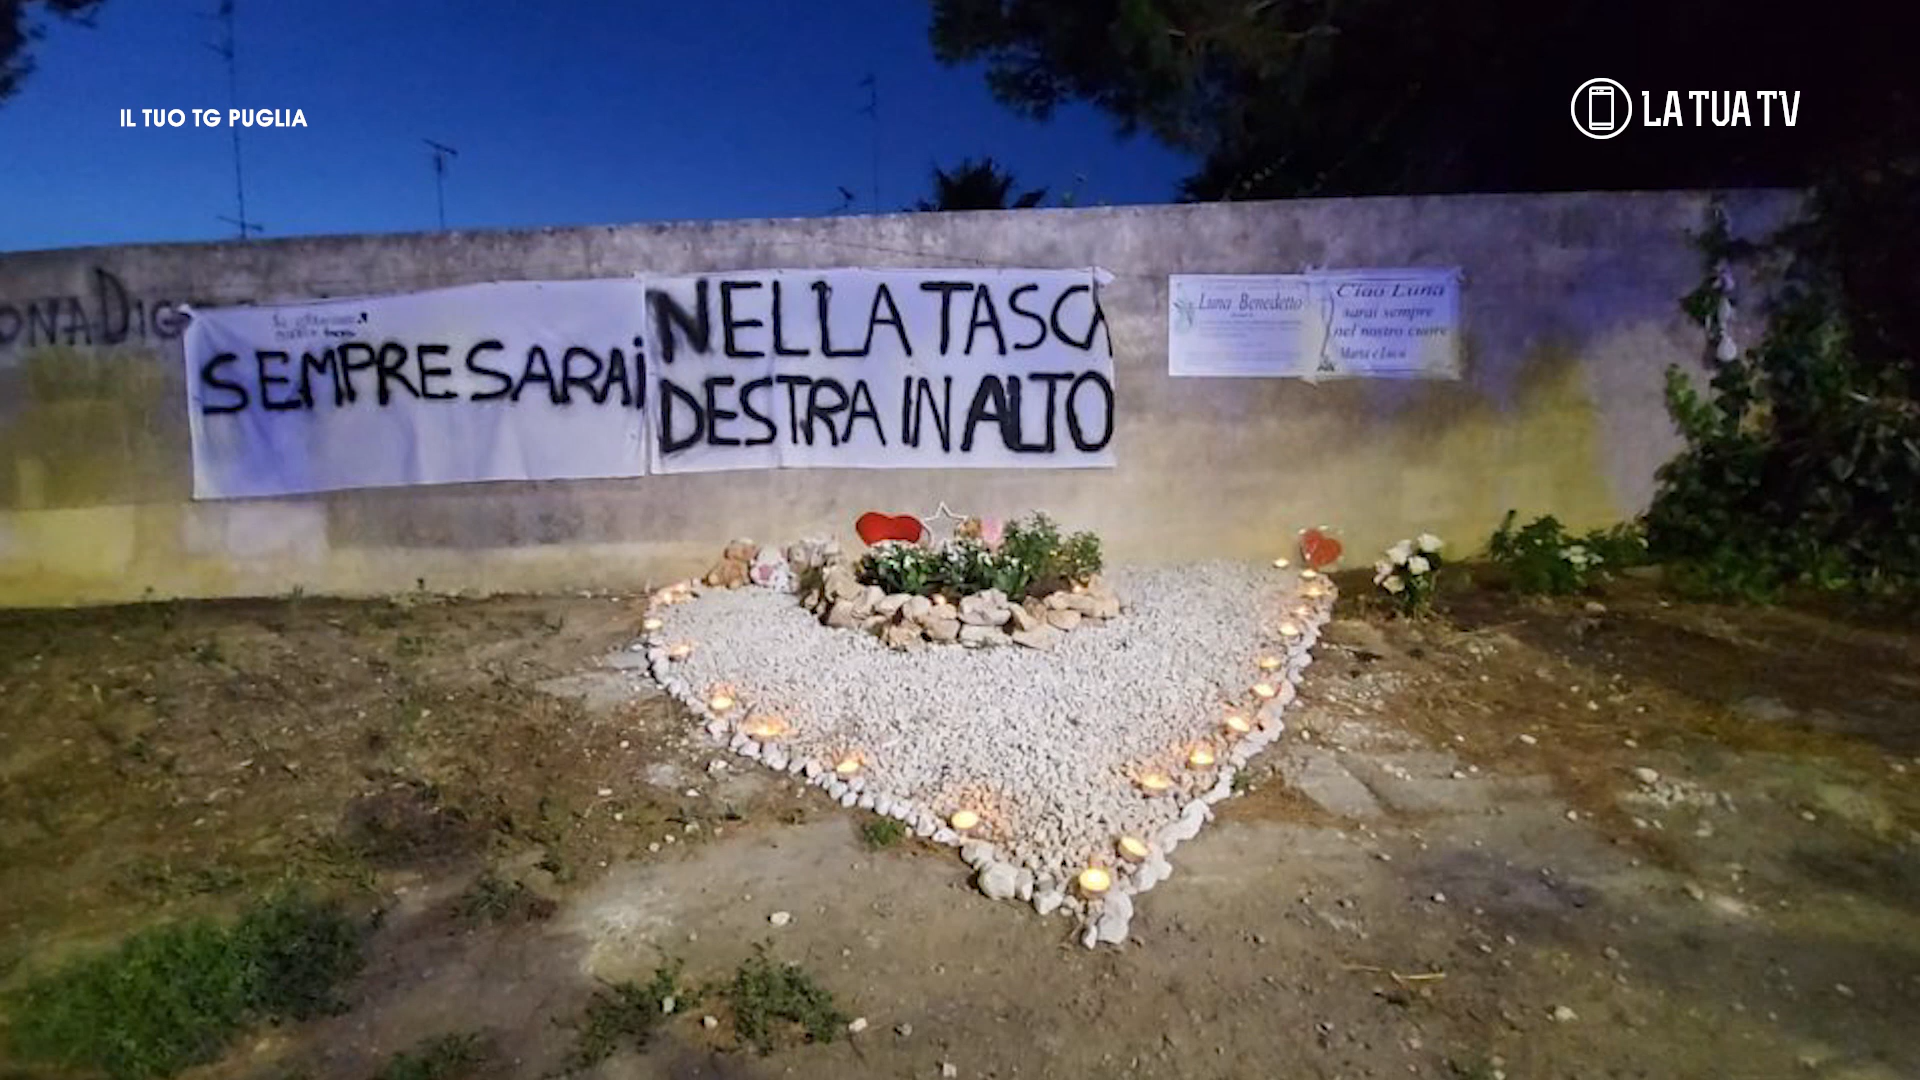 IL TUO TG PUGLIA
LA TUA TV
SEMPRE SARAI
NELLA TASCA
DESTRA IN ALTO
Luna Benedetto
Ciao Luna
sarai sempre
nel nostro cuore